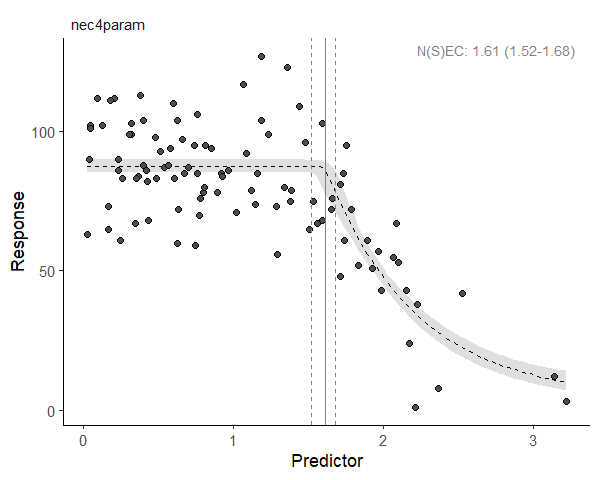 nec4param
N(S)EC: 1.61 (1.52-1.68)
100
50
0
Response
0 1 2 3
Predictor